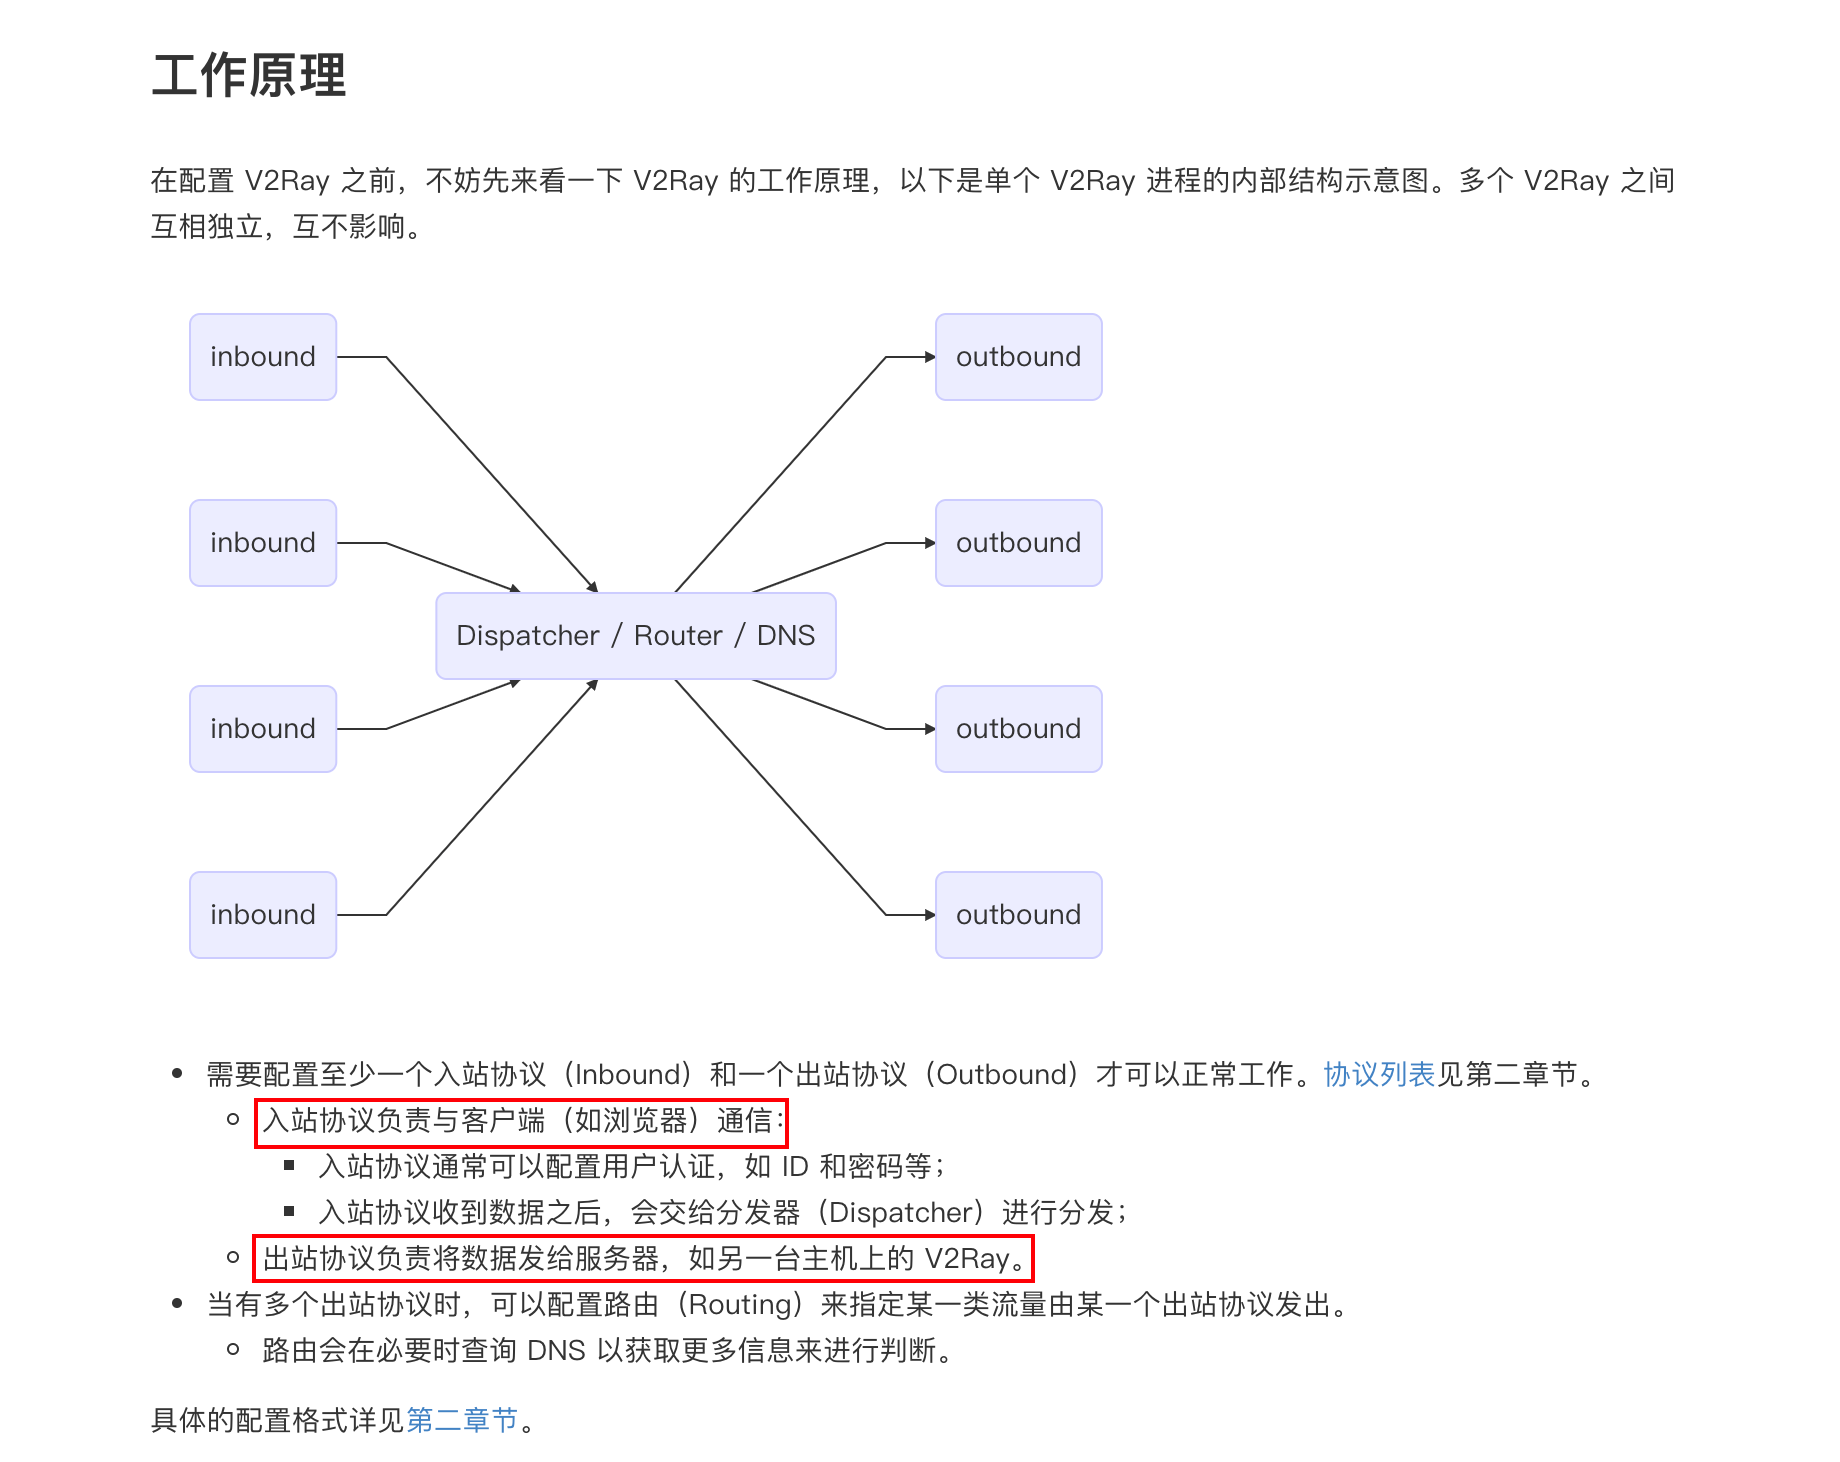 工作原理
在配置 V2Ray 之前，不妨先来看一下 V2Ray 的工作原理，以下是单个 V2Ray 进程的内部结构示意图。多个 V2Ray 之间
互相独立，互不影响。
inbound
outbound
inbound
outbound
Dispatcher / Router / DNS
inbound
outbound
inbound
outbound
需要配置至少一个入站协议（Inbound）和一个出站协议（Outbound）才可以正常工作。协议列表见第二章节。
入站协议负责与客户端（如浏览器）通信：
入站协议通常可以配置用户认证，如 ID 和密码等；
入站协议收到数据之后，会交给分发器（Dispatcher）进行分发；
出站协议负责将数据发给服务器，如另一台主机上的 V2Ray。
当有多个出站协议时，可以配置路由（Routing）来指定某一类流量由某一个出站协议发出。
路由会在必要时查询 DNS 以获取更多信息来进行判断。
具体的配置格式详见第二章节。